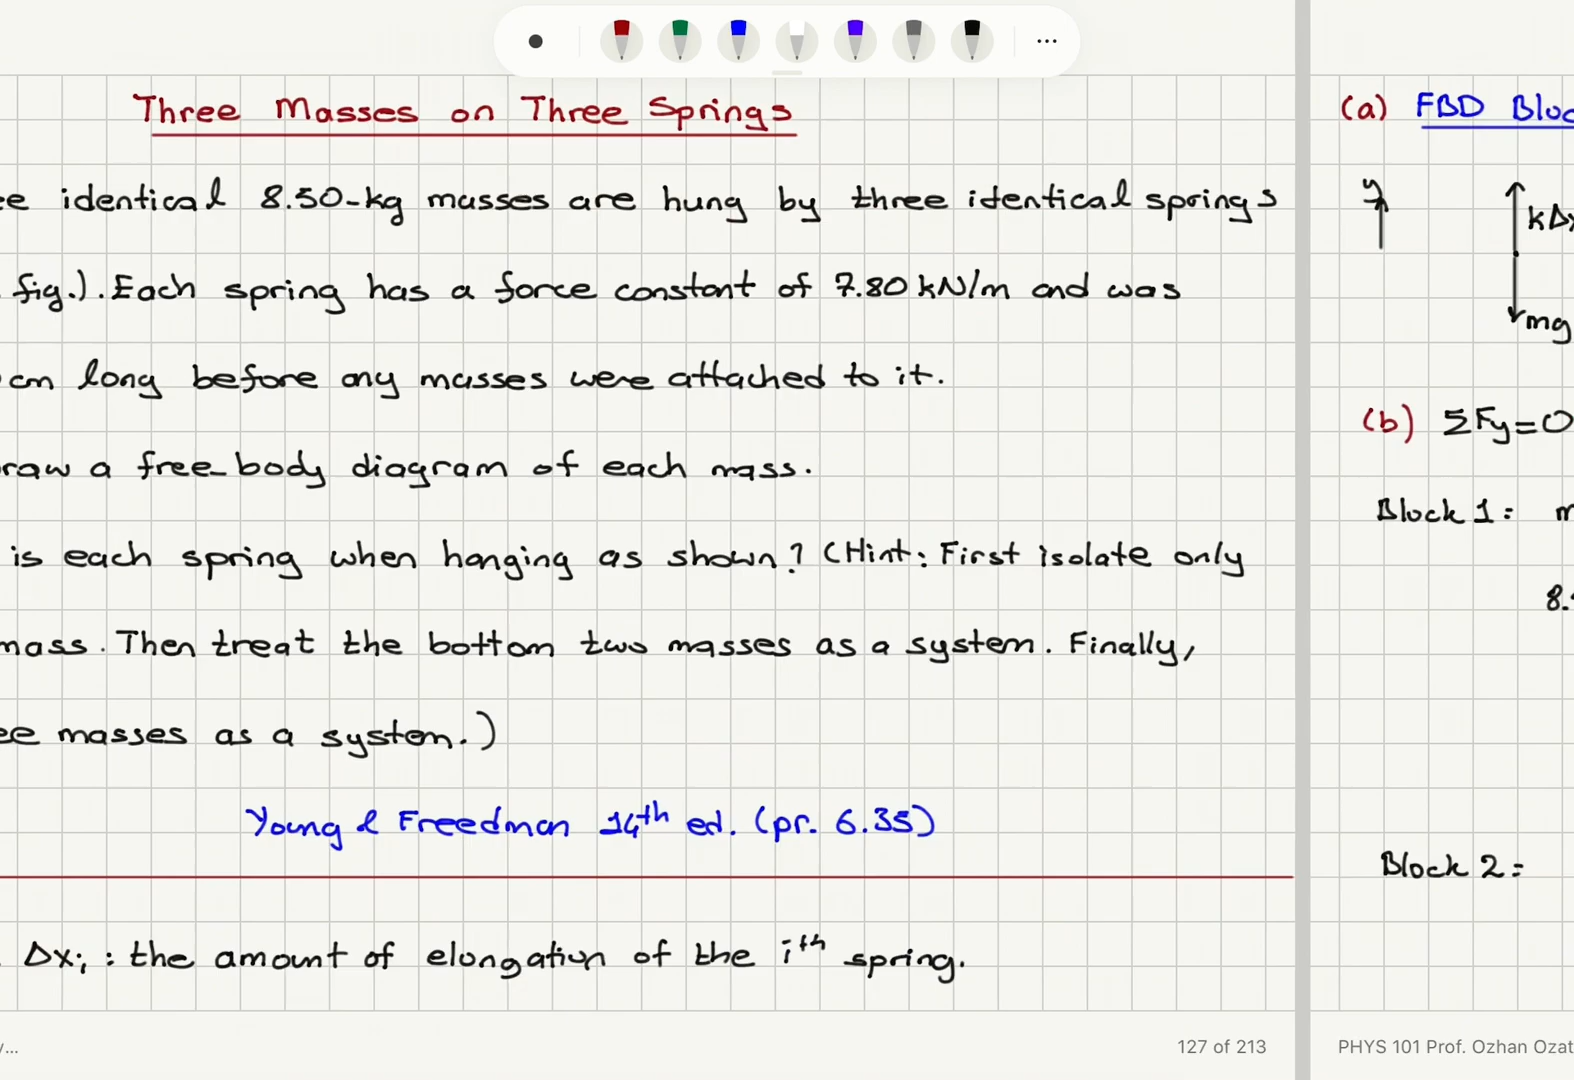 Three Masses on Three Springs
identical 8.50-kg masses are hung by three identical springs
fig.). Each spring has a force constant of 7.80 kN/m and was
cm long before any masses were attached to it.
raw a free-body diagram of each mass.
is each spring when hanging as shown? (Hint: First isolate only
mass. Then treat the bottom two masses as a system. Finally,
masses as a system.)
Young & Freedman 14th ed. (pr. 6.35)
Δxi : the amount of elongation of the ith spring.
127 of 213
(a) FBD Bloc
y
kΔx
mg
(b) ΣFy=0
Block 1:
8.
Block 2:
PHYS 101 Prof. Ozhan Ozat